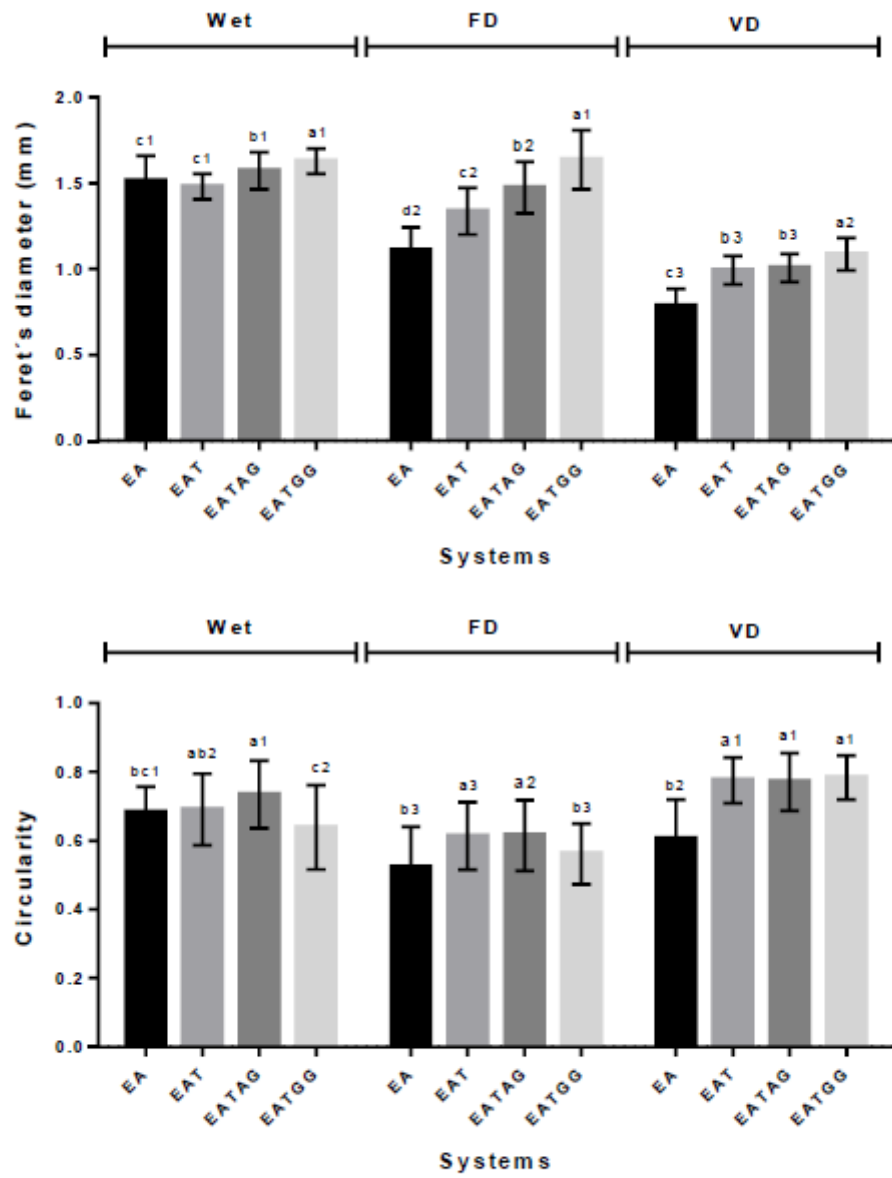 Wet FD VD
Feret´s diameter (mm)
2.0
1.5
1.0
0.5
0.0
c1 c1 b1 a1 d2 c2 b2 a1 c3 b3 b3 a2
EA EAT EATAG EATGG EA EAT EATAG EATGG EA EAT EATAG EATGG
Systems
Wet FD VD
Circularity
1.0
0.8
0.6
0.4
0.2
0.0
bc1 ab2 a1 c2 b3 a3 a2 b3 b2 a1 a1 a1
EA EAT EATAG EATGG EA EAT EATAG EATGG EA EAT EATAG EATGG
Systems